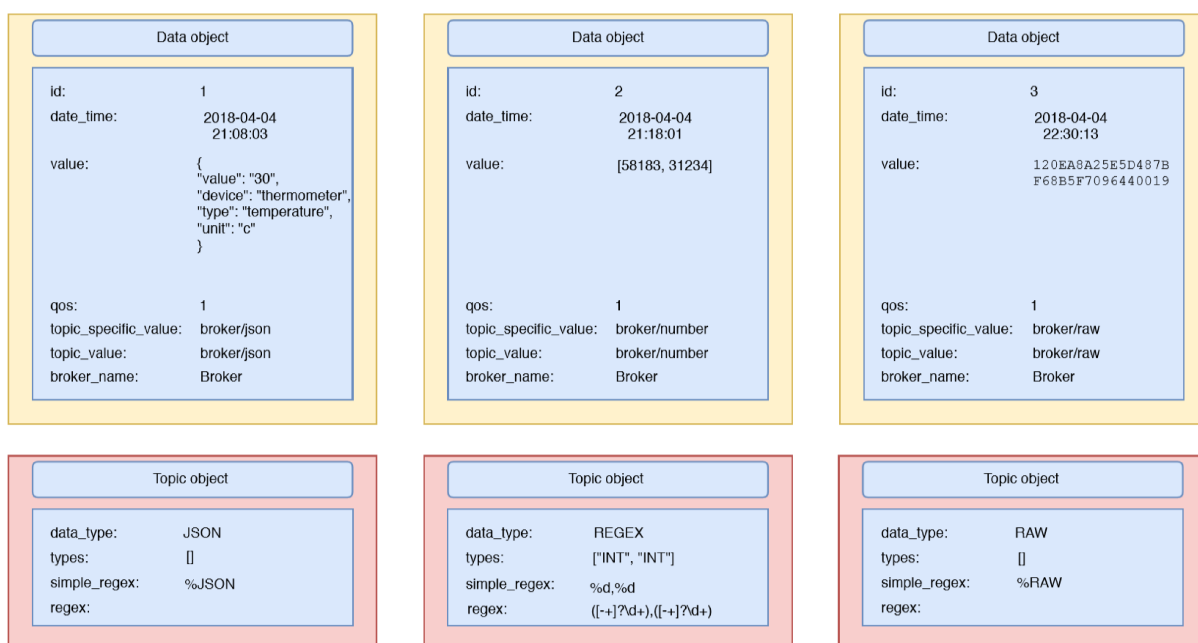 Data object
id: 1
date_time: 2018-04-04
21:08:03
value: {
"value": "30",
"device": "thermometer",
"type": "temperature",
"unit": "c"
}
qos: 1
topic_specific_value: broker/json
topic_value: broker/json
broker_name: Broker
Data object
id: 2
date_time: 2018-04-04
21:18:01
value: [58183, 31234]
qos: 1
topic_specific_value: broker/number
topic_value: broker/number
broker_name: Broker
Data object
id: 3
date_time: 2018-04-04
22:30:13
value: 120EA8A25E5D487B
F68B5F7096440019
qos: 1
topic_specific_value: broker/raw
topic_value: broker/raw
broker_name: Broker
Topic object
data_type: JSON
types: []
simple_regex: %JSON
regex:
Topic object
data_type: REGEX
types: ["INT", "INT"]
simple_regex: %d,%d
regex: ([-+]?\d+),([-+]?\d+)
Topic object
data_type: RAW
types: []
simple_regex: %RAW
regex: